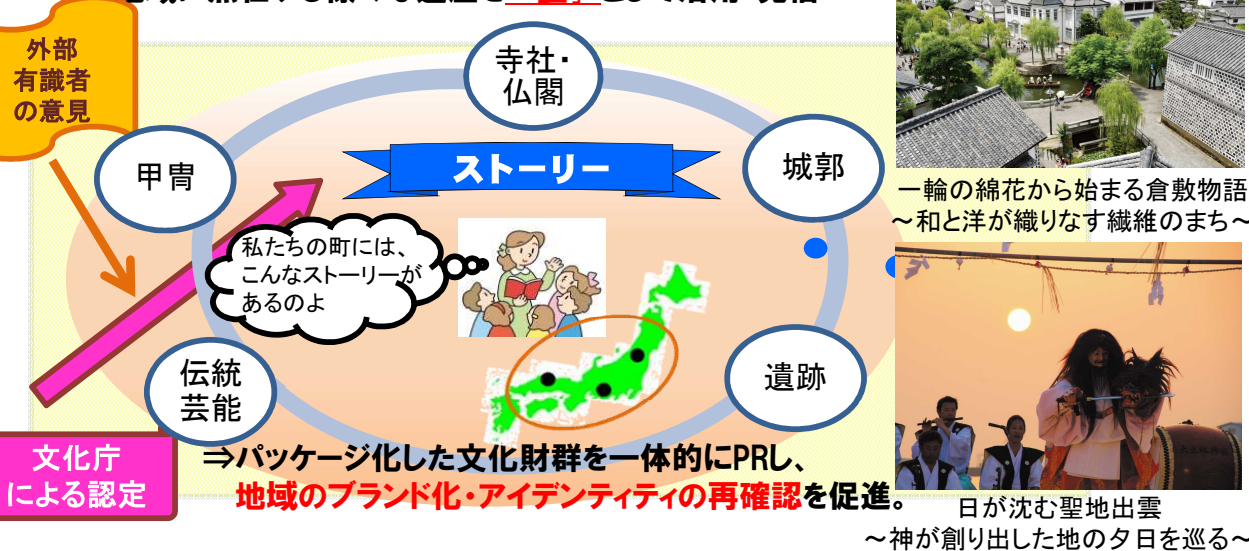 として活用・発信
外部
有識者
の意見
寺社・
仏閣
甲冑
ストーリー
城郭
私たちの町には、
こんなストーリーが
あるのよ
伝統
芸能
遺跡
文化庁
による認定
⇒パッケージ化した文化財群を一体的にPRし、
地域のブランド化・アイデンティティの再確認を促進。
一輪の綿花から始まる倉敷物語
～和と洋が織りなす繊維のまち～
日が沈む聖地出雲
～神が創り出した地の夕日を巡る～